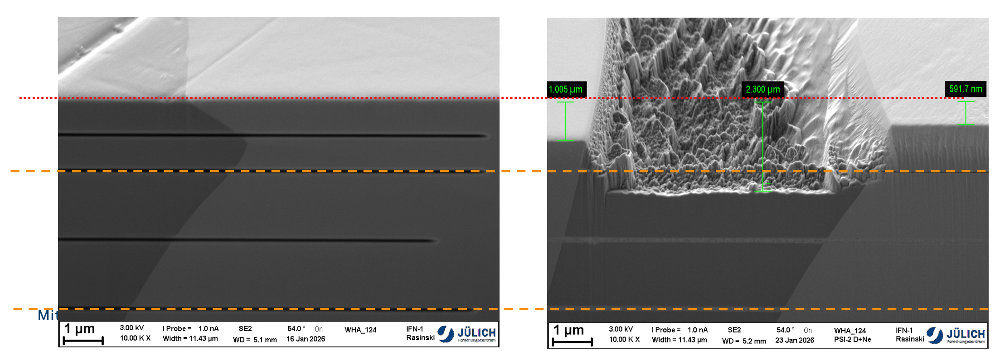 1.005 µm
2.300 µm
591.7 nm
Mit
1 µm
3.00 kV
I Probe = 1.0 nA
SE2
54.0 °
On
WHA_124
IFN-1
JÜLICH
Forschungszentrum
10.00 K X
Width = 11.43 µm
WD = 5.1 mm
16 Jan 2026
Rasinski
1 µm
3.00 kV
I Probe = 1.0 nA
SE2
54.0 °
On
WHA_124
IFN-1
JÜLICH
Forschungszentrum
10.00 K X
Width = 11.43 µm
WD = 5.2 mm
23 Jan 2026
PSI-2 D+Ne
Rasinski